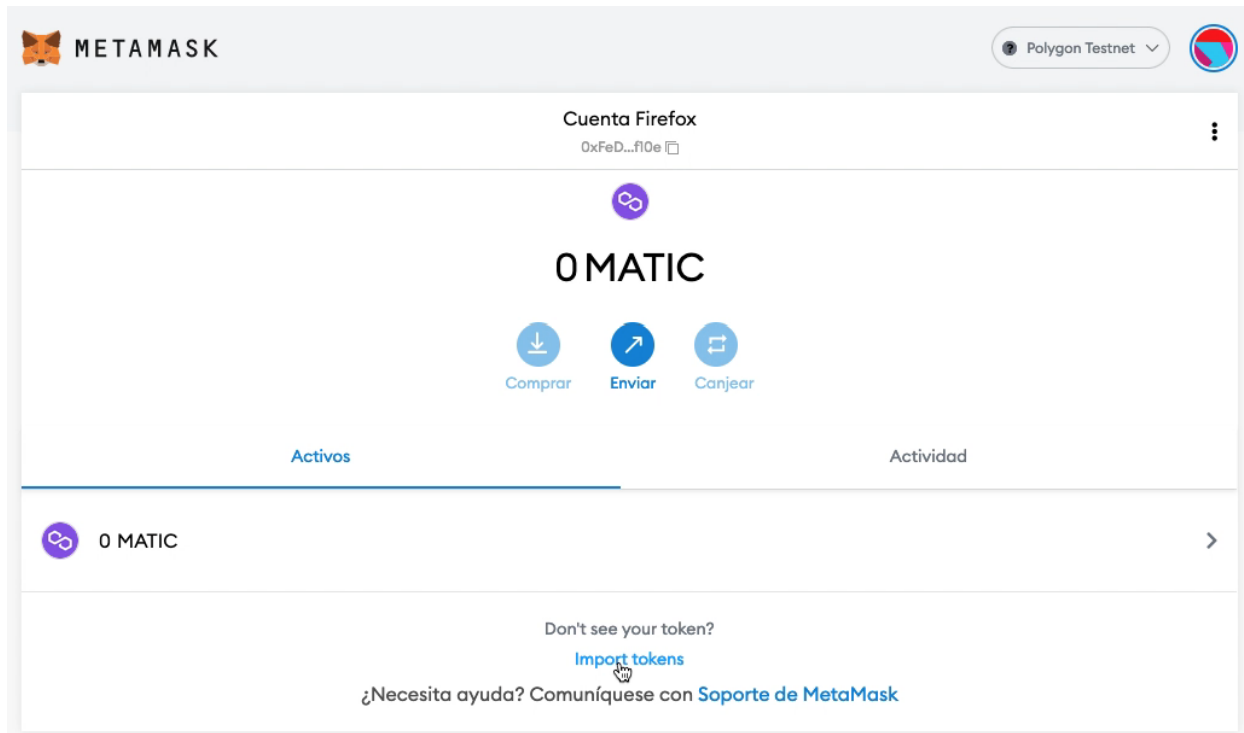 METAMASK
Polygon Testnet
Cuenta Firefox
0xFeD...f10e
0 MATIC
Comprar Enviar Canjear
Activos Actividad
0 MATIC
Don't see your token?
Import tokens
¿Necesita ayuda? Comuníquese con Soporte de MetaMask